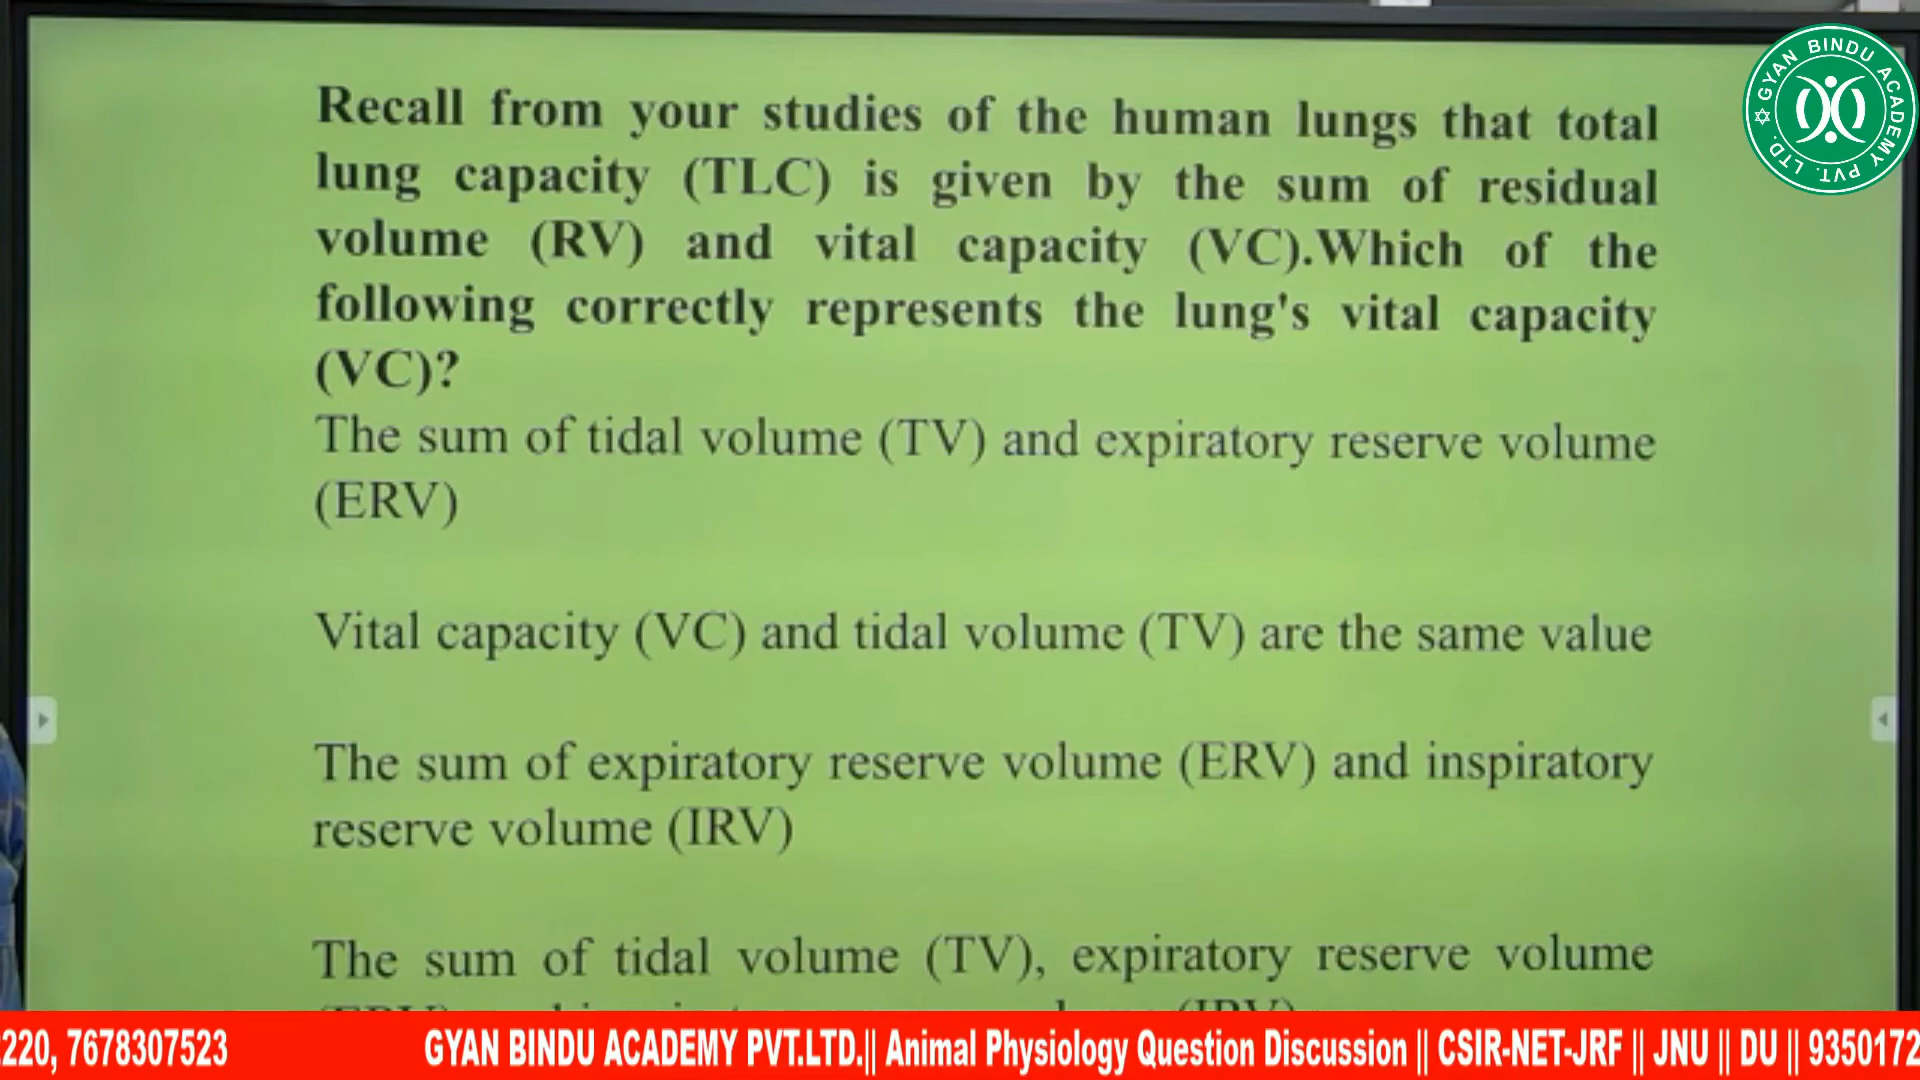 Recall from your studies of the human lungs that total
lung capacity (TLC) is given by the sum of residual
volume (RV) and vital capacity (VC).Which of the
following correctly represents the lung's vital capacity
(VC)?
The sum of tidal volume (TV) and expiratory reserve volume
(ERV)
Vital capacity (VC) and tidal volume (TV) are the same value
The sum of expiratory reserve volume (ERV) and inspiratory
reserve volume (IRV)
The sum of tidal volume (TV), expiratory reserve volume
GYAN BINDU ACADEMY PVT. LTD.
220, 7678307523 GYAN BINDU ACADEMY PVT.LTD.|| Animal Physiology Question Discussion || CSIR-NET-JRF || JNU || DU || 9350172